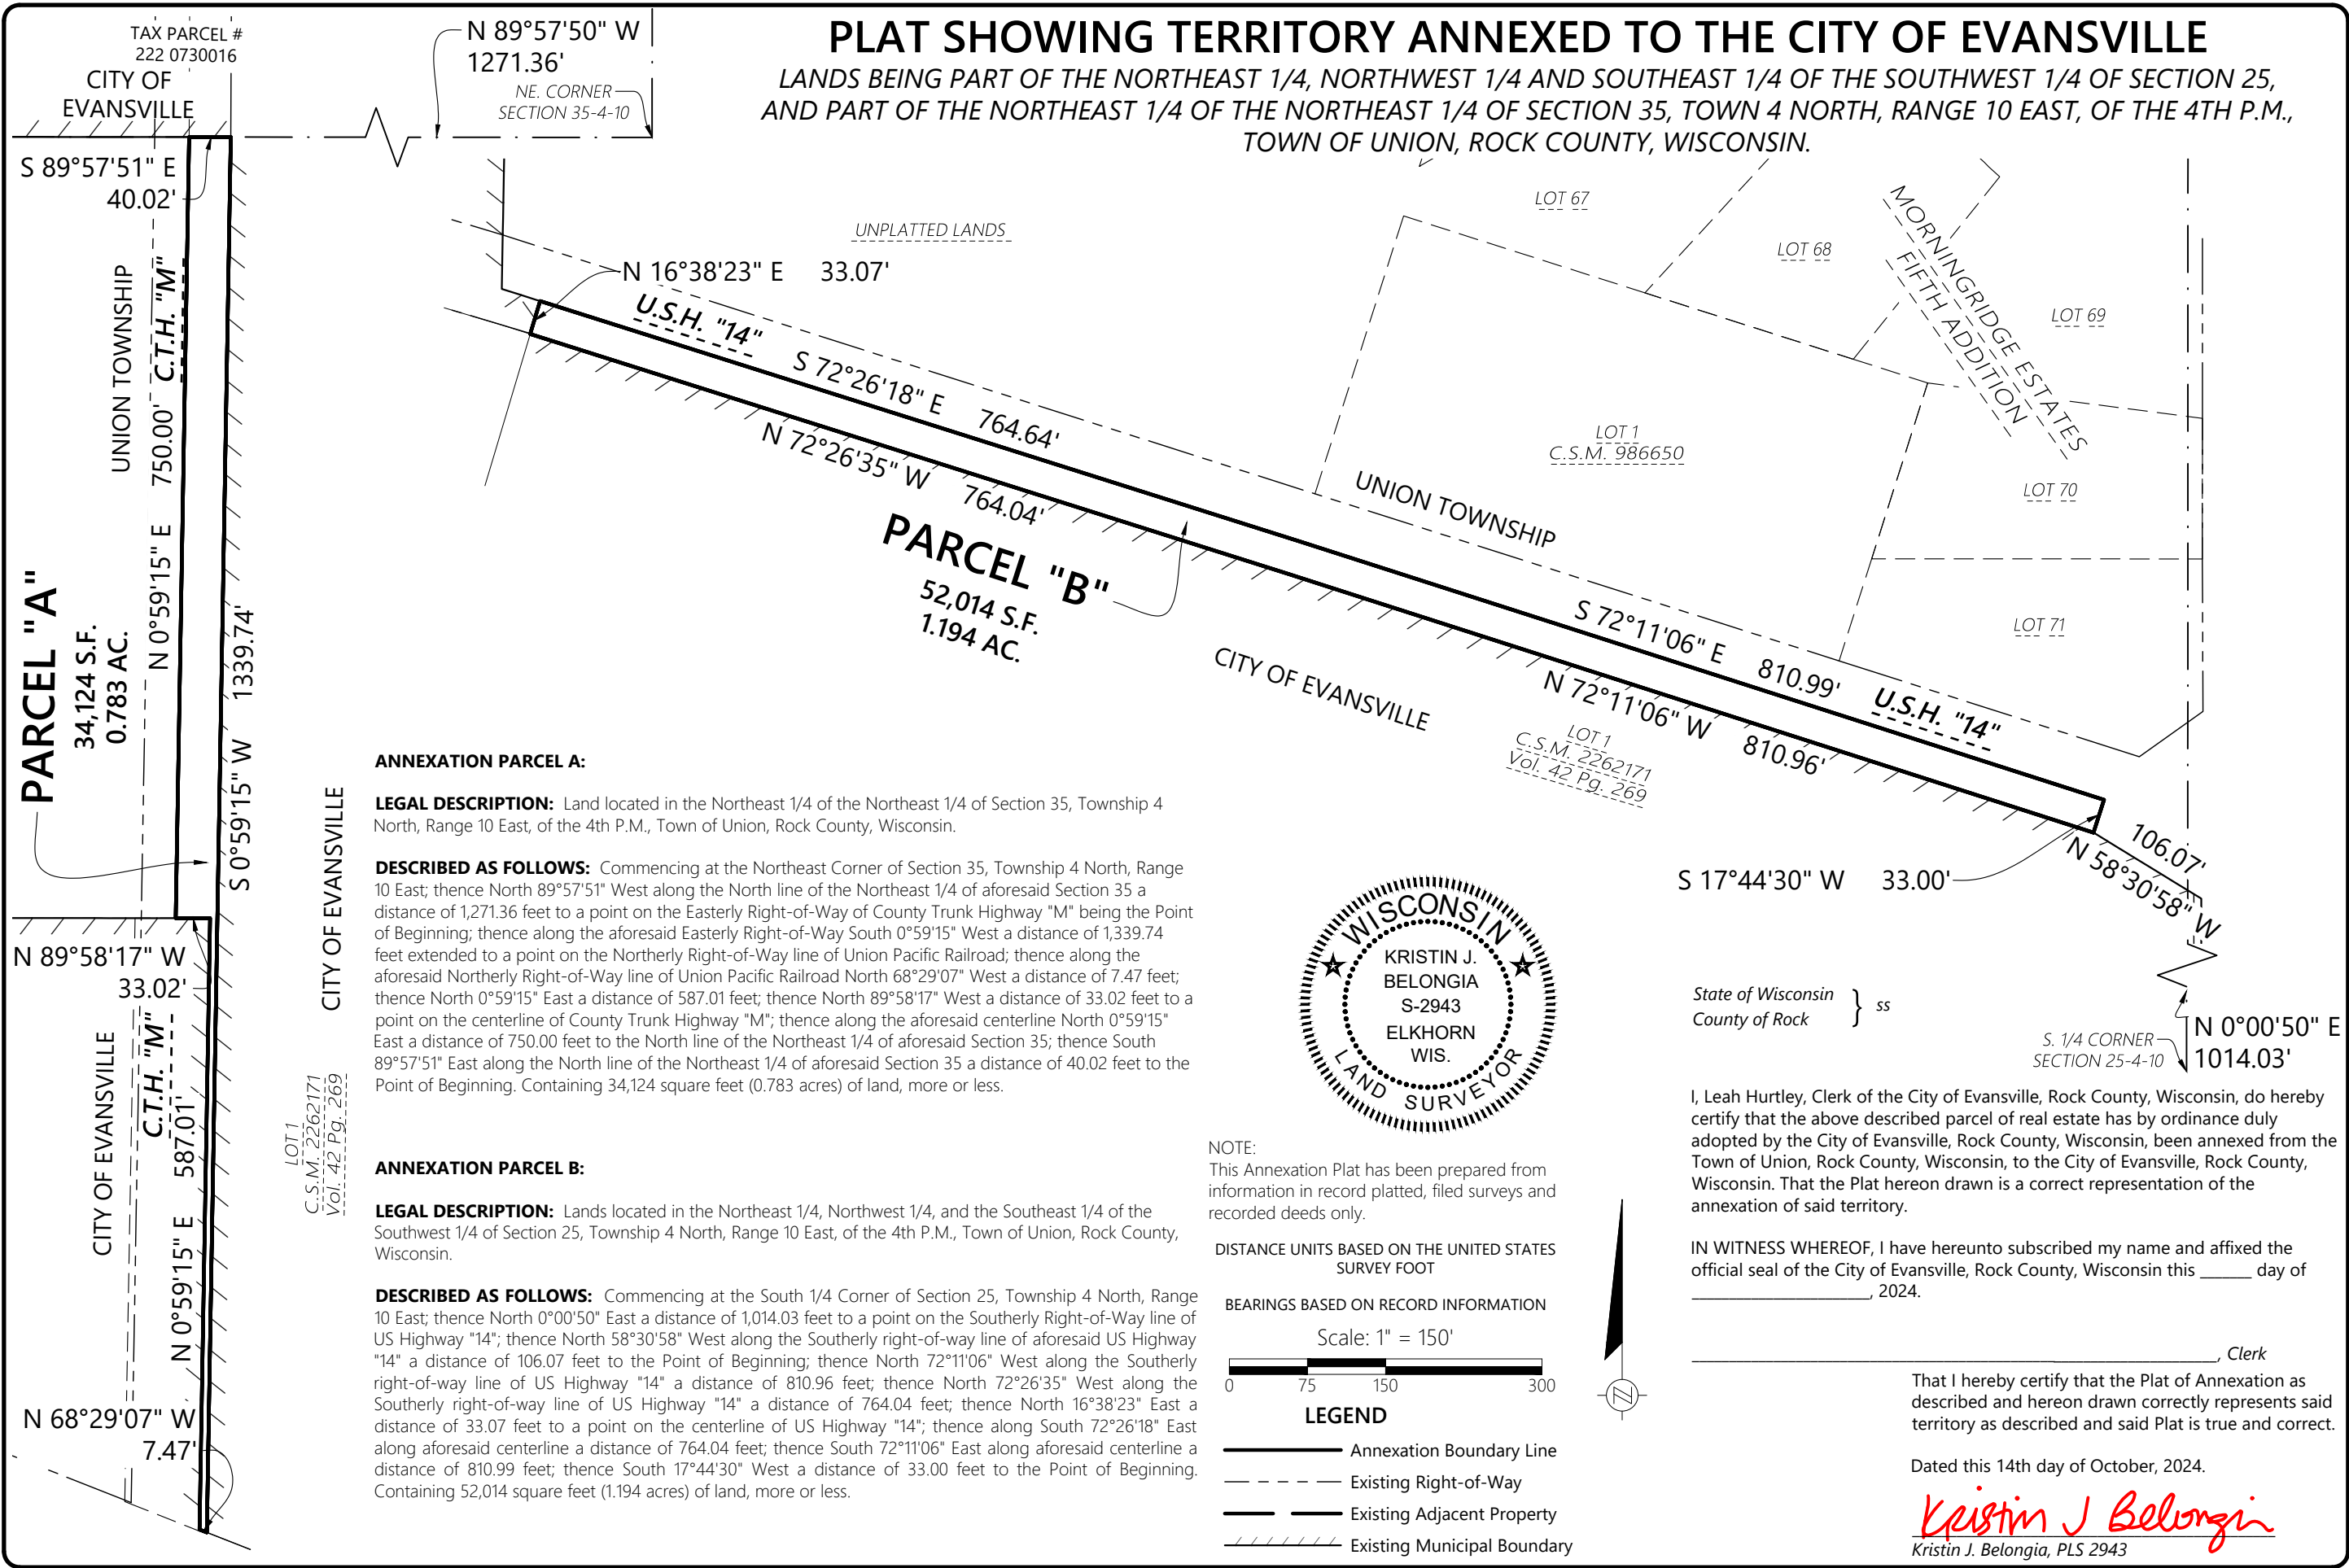 PLAT SHOWING TERRITORY ANNEXED TO THE CITY OF EVANSVILLE
LANDS BEING PART OF THE NORTHEAST 1/4, NORTHWEST 1/4 AND SOUTHEAST 1/4 OF THE SOUTHWEST 1/4 OF SECTION 25,
AND PART OF THE NORTHEAST 1/4 OF THE NORTHEAST 1/4 OF SECTION 35, TOWN 4 NORTH, RANGE 10 EAST, OF THE 4TH P.M.,
TOWN OF UNION, ROCK COUNTY, WISCONSIN.
TAX PARCEL #
222 0730016
CITY OF
EVANSVILLE
N 89°57'50" W
1271.36'
NE. CORNER
SECTION 35-4-10
S 89°57'51" E
40.02'
UNION TOWNSHIP
C.T.H. "M"
N 0°59'15" E 750.00'
PARCEL "A"
34,124 S.F.
0.783 AC.
S 0°59'15" W 1339.74'
N 89°58'17" W
33.02'
CITY OF EVANSVILLE
C.T.H. "M"
N 0°59'15" E 587.01'
N 68°29'07" W
7.47'
CITY OF EVANSVILLE
LOT 1
C.S.M. 2262171
Vol. 42 Pg. 269
UNPLATTED LANDS
N 16°38'23" E 33.07'
U.S.H. "14"
S 72°26'18" E 764.64'
N 72°26'35" W 764.04'
PARCEL "B"
52,014 S.F.
1.194 AC.
LOT 67
LOT 68
LOT 69
MORNINGRIDGE ESTATES
FIFTH ADDITION
LOT 1
C.S.M. 986650
LOT 70
LOT 71
UNION TOWNSHIP
S 72°11'06" E 810.99'
U.S.H. "14"
N 72°11'06" W 810.96'
CITY OF EVANSVILLE
LOT 1
C.S.M. 2262171
Vol. 42 Pg. 269
106.07'
N 58°30'58" W
S 17°44'30" W 33.00'
S. 1/4 CORNER
SECTION 25-4-10
N 0°00'50" E
1014.03'
ANNEXATION PARCEL A:
LEGAL DESCRIPTION: Land located in the Northeast 1/4 of the Northeast 1/4 of Section 35, Township 4
North, Range 10 East, of the 4th P.M., Town of Union, Rock County, Wisconsin.
DESCRIBED AS FOLLOWS: Commencing at the Northeast Corner of Section 35, Township 4 North, Range
10 East; thence North 89°57'51" West along the North line of the Northeast 1/4 of aforesaid Section 35 a
distance of 1,271.36 feet to a point on the Easterly Right-of-Way of County Trunk Highway "M" being the Point
of Beginning; thence along the aforesaid Easterly Right-of-Way South 0°59'15" West a distance of 1,339.74
feet extended to a point on the Northerly Right-of-Way line of Union Pacific Railroad; thence along the
aforesaid Northerly Right-of-Way line of Union Pacific Railroad North 68°29'07" West a distance of 7.47 feet;
thence North 0°59'15" East a distance of 587.01 feet; thence North 89°58'17" West a distance of 33.02 feet to a
point on the centerline of County Trunk Highway "M"; thence along the aforesaid centerline North 0°59'15"
East a distance of 750.00 feet to the North line of the Northeast 1/4 of aforesaid Section 35; thence South
89°57'51" East along the North line of the Northeast 1/4 of aforesaid Section 35 a distance of 40.02 feet to the
Point of Beginning. Containing 34,124 square feet (0.783 acres) of land, more or less.
ANNEXATION PARCEL B:
LEGAL DESCRIPTION: Lands located in the Northeast 1/4, Northwest 1/4, and the Southeast 1/4 of the
Southwest 1/4 of Section 25, Township 4 North, Range 10 East, of the 4th P.M., Town of Union, Rock County,
Wisconsin.
DESCRIBED AS FOLLOWS: Commencing at the South 1/4 Corner of Section 25, Township 4 North, Range
10 East; thence North 0°00'50" East a distance of 1,014.03 feet to a point on the Southerly Right-of-Way line of
US Highway "14"; thence North 58°30'58" West along the Southerly right-of-way line of aforesaid US Highway
"14" a distance of 106.07 feet to the Point of Beginning; thence North 72°11'06" West along the Southerly
right-of-way line of US Highway "14" a distance of 810.96 feet; thence North 72°26'35" West along the
Southerly right-of-way line of US Highway "14" a distance of 764.04 feet; thence North 16°38'23" East a
distance of 33.07 feet to a point on the centerline of US Highway "14"; thence along South 72°26'18" East
along aforesaid centerline a distance of 764.04 feet; thence South 72°11'06" East along aforesaid centerline a
distance of 810.99 feet; thence South 17°44'30" West a distance of 33.00 feet to the Point of Beginning.
Containing 52,014 square feet (1.194 acres) of land, more or less.
WISCONSIN
KRISTIN J.
BELONGIA
S-2943
ELKHORN
WIS.
LAND SURVEYOR
NOTE:
This Annexation Plat has been prepared from
information in record platted, filed surveys and
recorded deeds only.
DISTANCE UNITS BASED ON THE UNITED STATES
SURVEY FOOT
BEARINGS BASED ON RECORD INFORMATION
Scale: 1" = 150'
0 75 150 300
LEGEND
Annexation Boundary Line
Existing Right-of-Way
Existing Adjacent Property
Existing Municipal Boundary
N
State of Wisconsin
County of Rock
} ss
I, Leah Hurtley, Clerk of the City of Evansville, Rock County, Wisconsin, do hereby
certify that the above described parcel of real estate has by ordinance duly
adopted by the City of Evansville, Rock County, Wisconsin, been annexed from the
Town of Union, Rock County, Wisconsin, to the City of Evansville, Rock County,
Wisconsin. That the Plat hereon drawn is a correct representation of the
annexation of said territory.
IN WITNESS WHEREOF, I have hereunto subscribed my name and affixed the
official seal of the City of Evansville, Rock County, Wisconsin this ______ day of
____________________, 2024.
____________________, Clerk
That I hereby certify that the Plat of Annexation as
described and hereon drawn correctly represents said
territory as described and said Plat is true and correct.
Dated this 14th day of October, 2024.
Kristin J Belongia
Kristin J. Belongia, PLS 2943